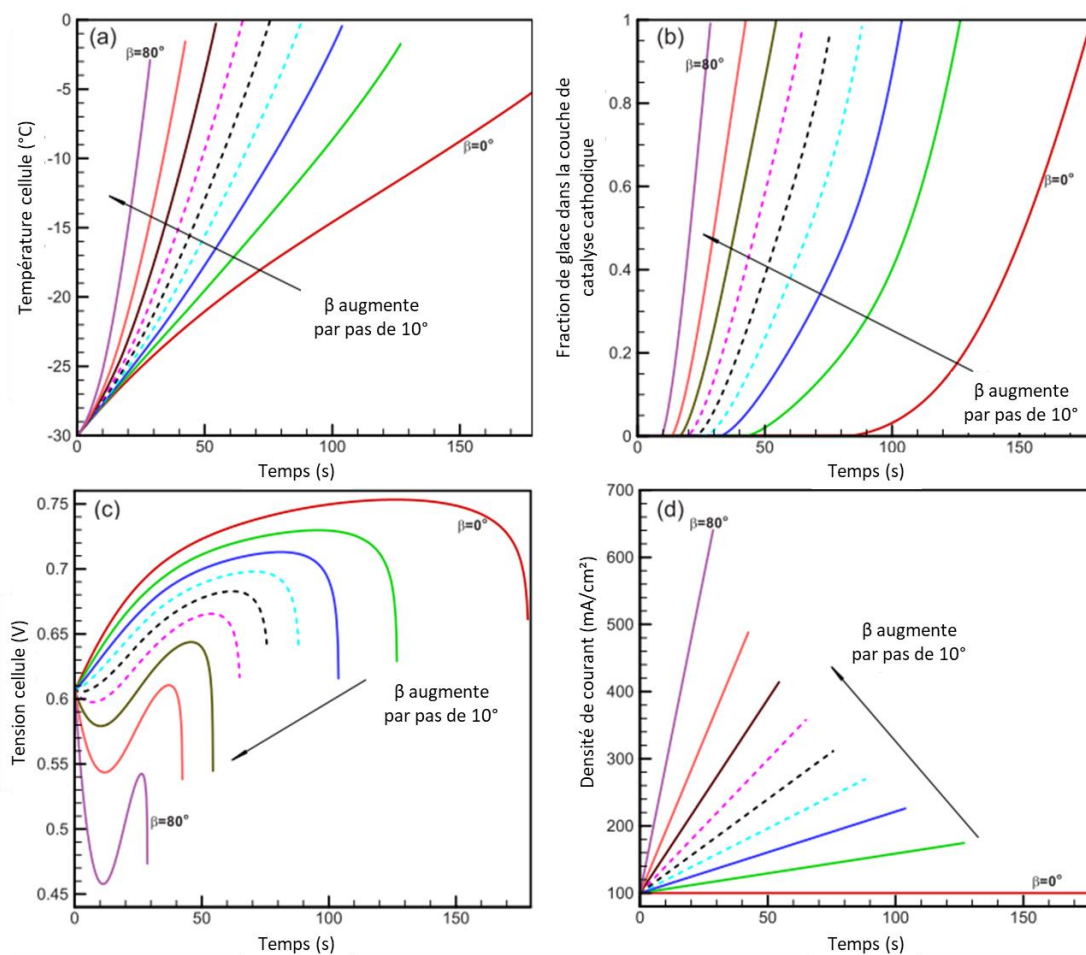 (a)
β=80°
β=0°
β augmente
par pas de 10°
Température cellule (°C)
0
-5
-10
-15
-20
-25
-30
0
50
100
150
Temps (s)
(b)
β=80°
β=0°
β augmente
par pas de 10°
Fraction de glace dans la couche de
catalyse cathodique
1
0.8
0.6
0.4
0.2
0
0
50
100
150
Temps (s)
(c)
β=0°
β augmente
par pas de 10°
β=80°
Tension cellule (V)
0.75
0.7
0.65
0.6
0.55
0.5
0.45
0
50
100
150
Temps (s)
(d)
β=80°
β augmente
par pas de 10°
β=0°
Densité de courant (mA/cm²)
700
600
500
400
300
200
100
0
50
100
150
Temps (s)